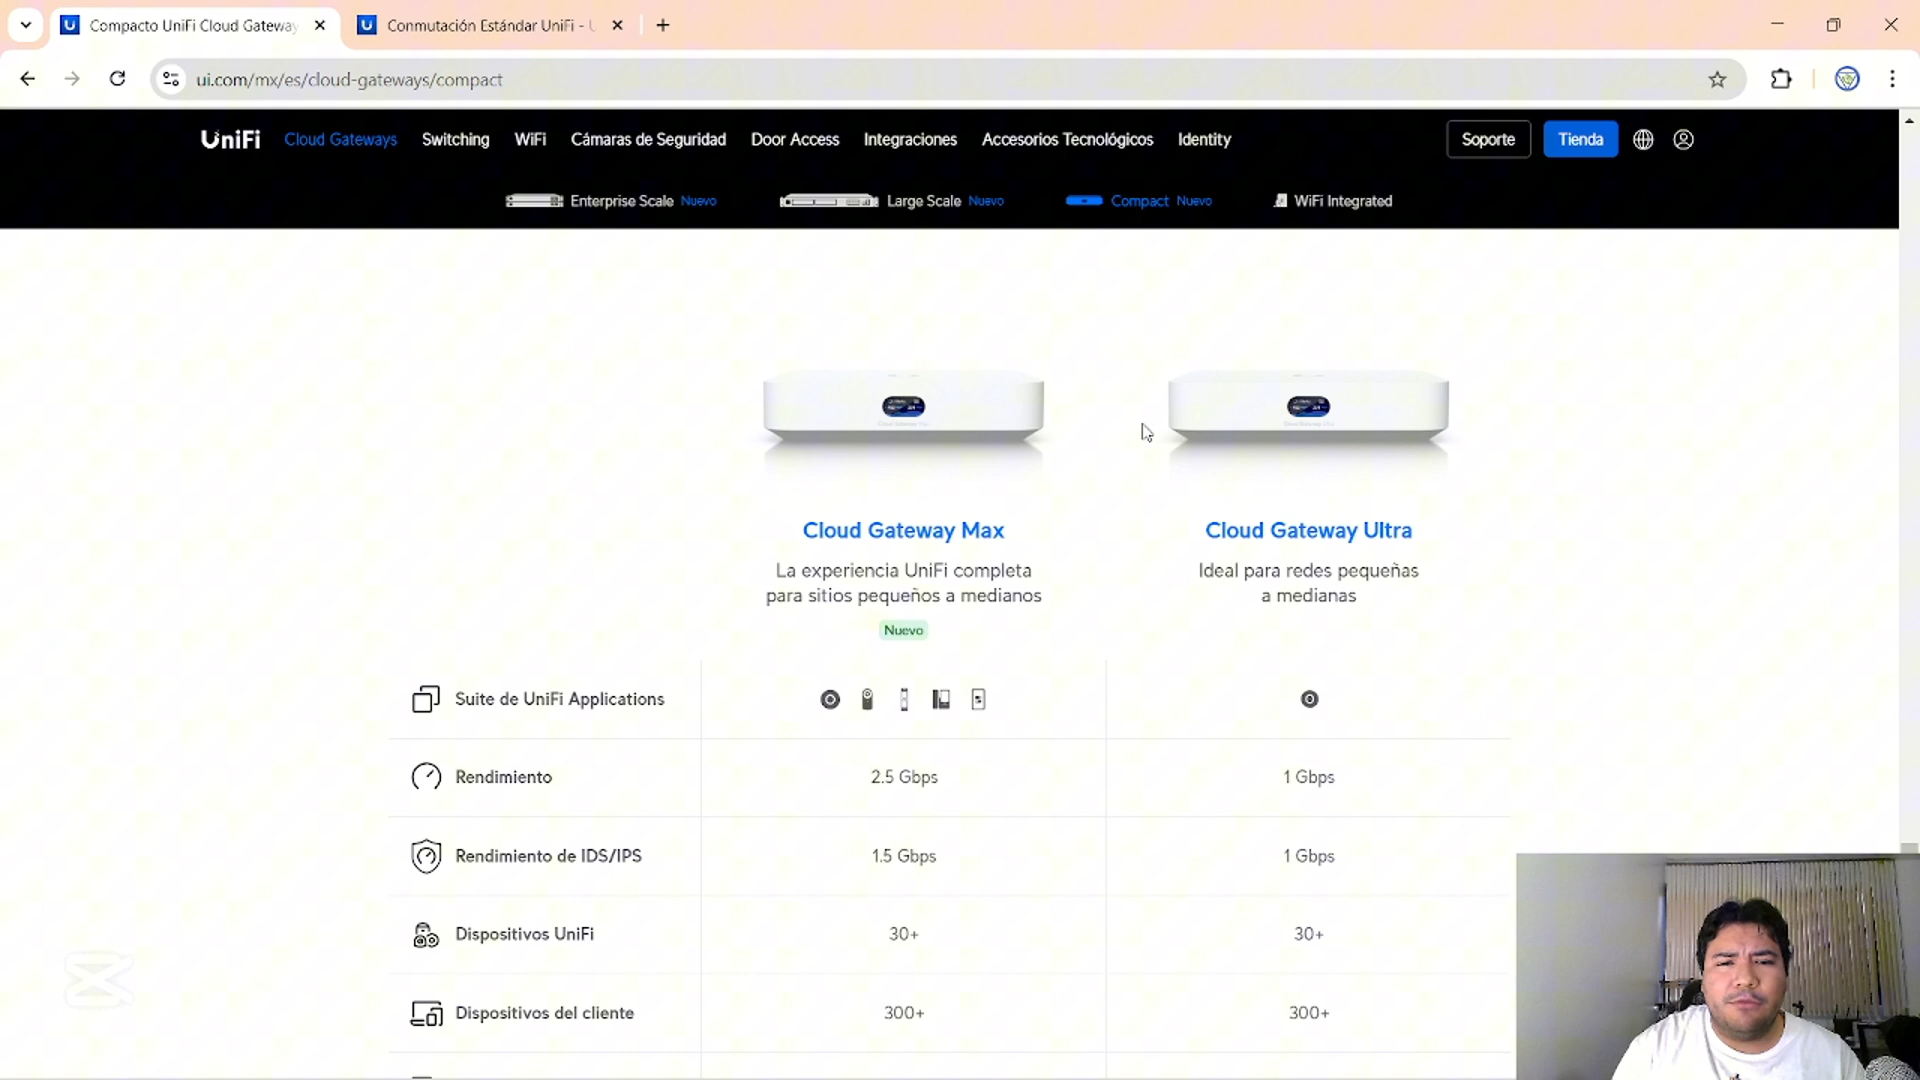 Compacto UniFi Cloud Gateway
Conmutación Estándar UniFi -
ui.com/mx/es/cloud-gateways/compact
UniFi
Cloud Gateways
Switching
WiFi
Cámaras de Seguridad
Door Access
Integraciones
Accesorios Tecnológicos
Identity
Soporte
Tienda
Enterprise Scale Nuevo
Large Scale Nuevo
Compact Nuevo
WiFi Integrated
Cloud Gateway Max
Cloud Gateway Ultra
La experiencia UniFi completa
para sitios pequeños a medianos
Ideal para redes pequeñas
a medianas
Nuevo
Suite de UniFi Applications
Rendimiento
2.5 Gbps
1 Gbps
Rendimiento de IDS/IPS
1.5 Gbps
1 Gbps
Dispositivos UniFi
30+
30+
Dispositivos del cliente
300+
300+